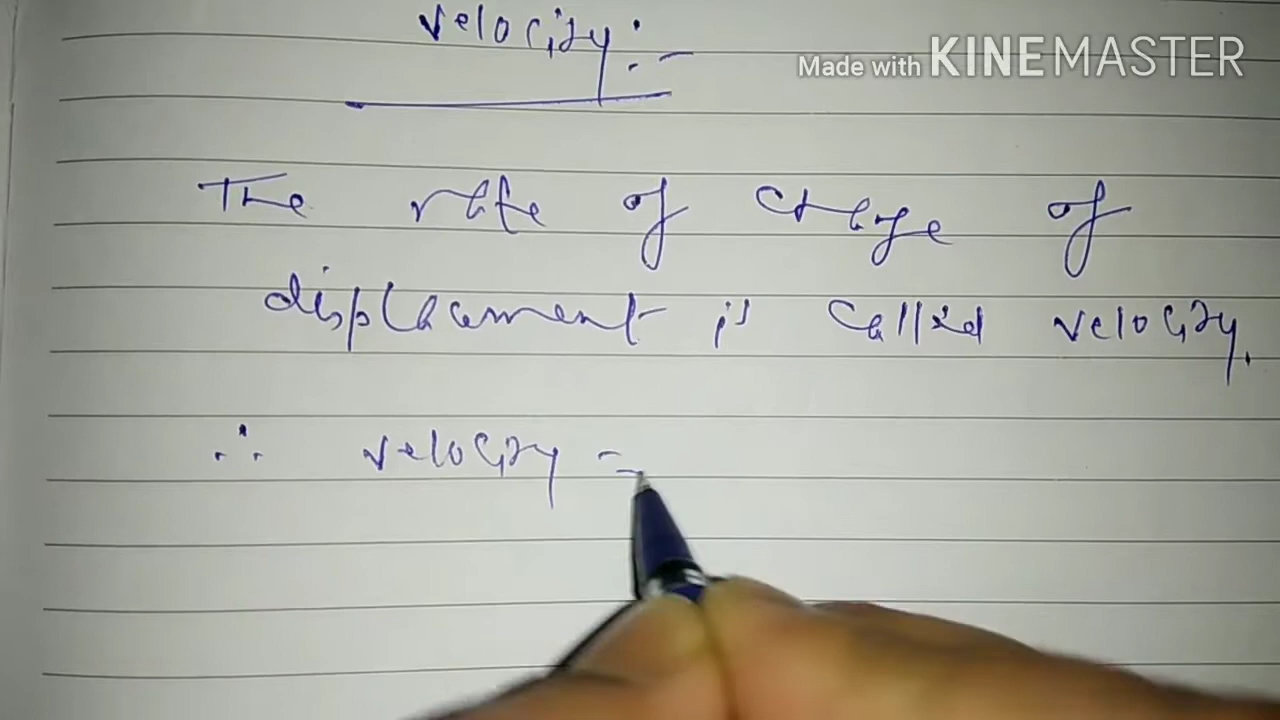 velocity :-
Made with KINEMASTER
The rate of change of
displacement is called velocity.
∴ velocity =